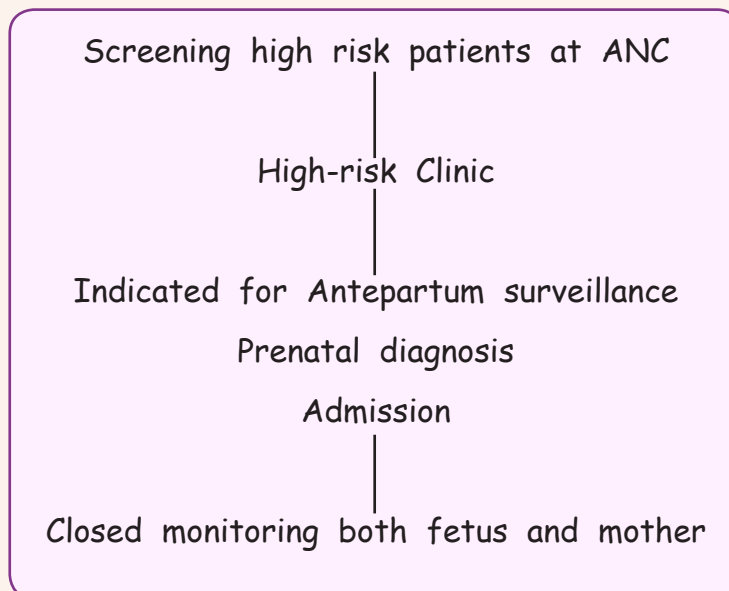 Screening high risk patients at ANC
High-risk Clinic
Indicated for Antepartum surveillance
Prenatal diagnosis
Admission
Closed monitoring both fetus and mother